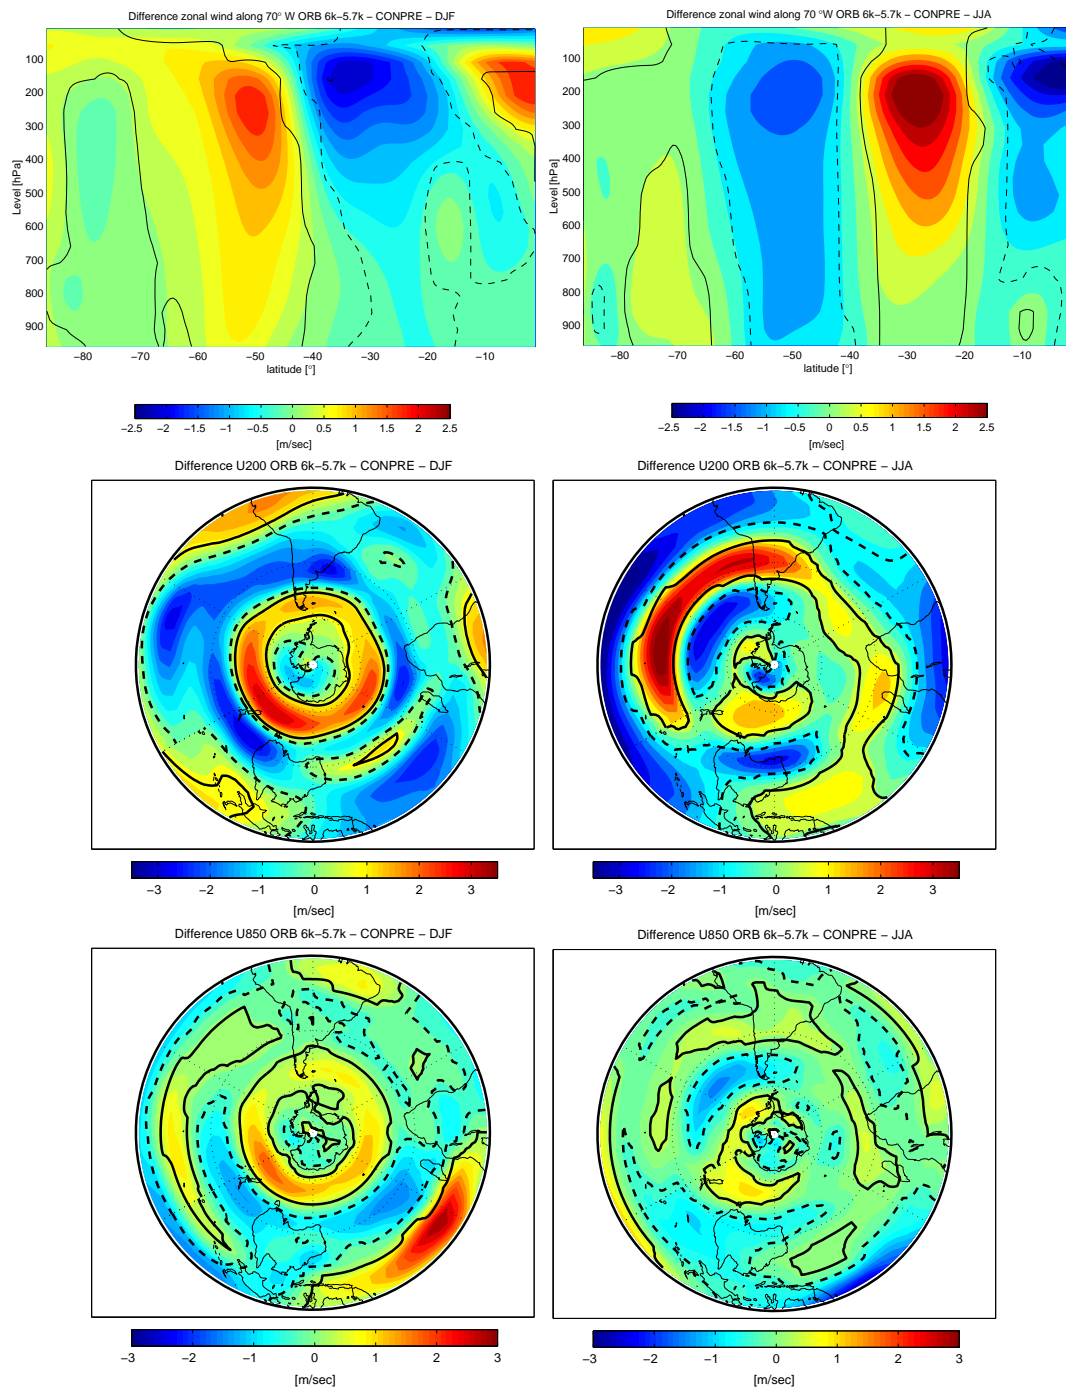 Difference zonal wind along 70° W ORB 6k−5.7k − CONPRE − DJF
100
200
300
400
500
600
700
800
900
Level [hPa]
−80 −70 −60 −50 −40 −30 −20 −10
latitude [°]
−2.5 −2 −1.5 −1 −0.5 0 0.5 1 1.5 2 2.5
[m/sec]
Difference zonal wind along 70 °W ORB 6k−5.7k − CONPRE − JJA
100
200
300
400
500
600
700
800
900
Level [hPa]
−80 −70 −60 −50 −40 −30 −20 −10
latitude [°]
−2.5 −2 −1.5 −1 −0.5 0 0.5 1 1.5 2 2.5
[m/sec]
Difference U200 ORB 6k−5.7k − CONPRE − DJF
−3 −2 −1 0 1 2 3
[m/sec]
Difference U200 ORB 6k−5.7k − CONPRE − JJA
−3 −2 −1 0 1 2 3
[m/sec]
Difference U850 ORB 6k−5.7k − CONPRE − DJF
−3 −2 −1 0 1 2 3
[m/sec]
Difference U850 ORB 6k−5.7k − CONPRE − JJA
−3 −2 −1 0 1 2 3
[m/sec]